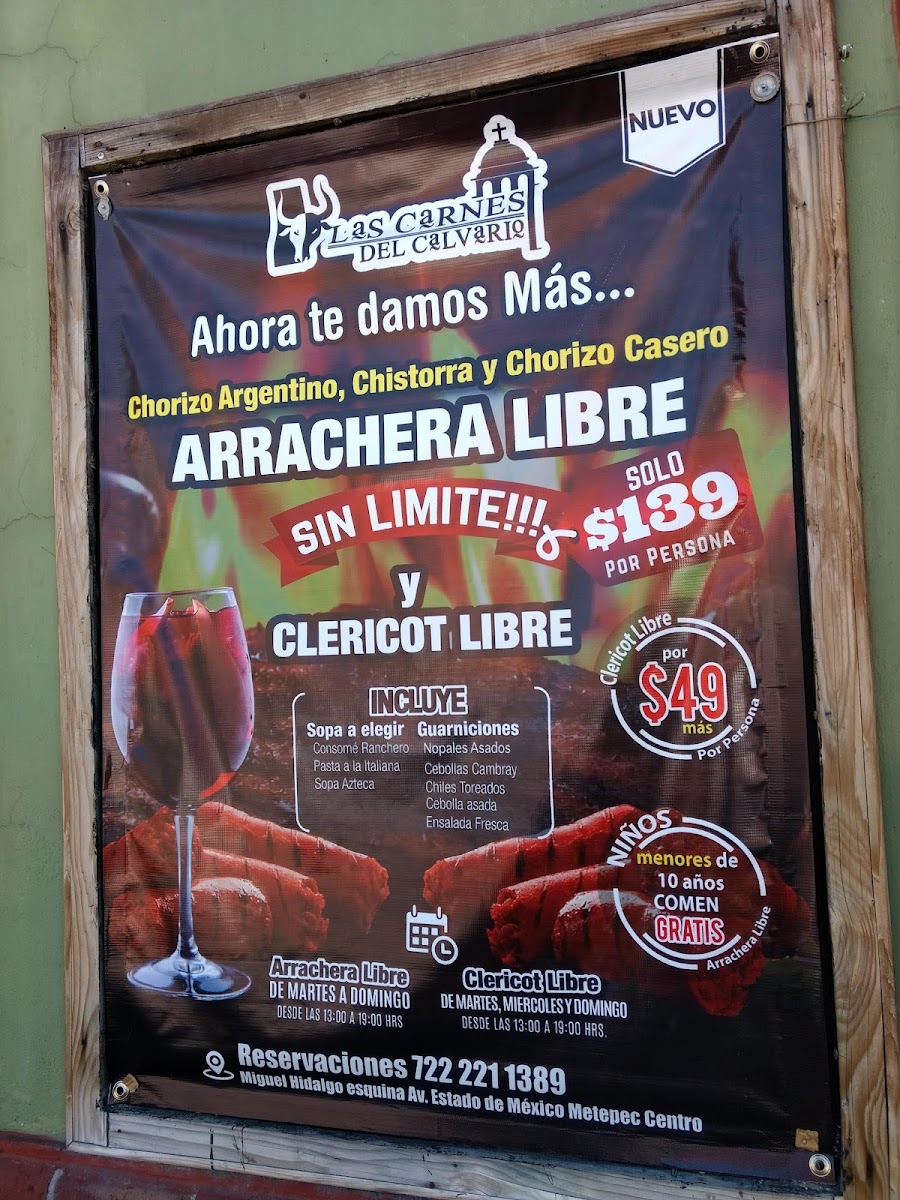 NUEVO
LaS CaRNES
DEL CaLVaRIO
Ahora te damos Más...
Chorizo Argentino, Chistorra y Chorizo Casero
ARRACHERA LIBRE
SIN LIMITE!!!
SOLO
$139
POR PERSONA
y
CLERICOT LIBRE
Clericot Libre
por
$49
más
Por Persona
INCLUYE
Sopa a elegir
Consomé Ranchero
Pasta a la Italiana
Sopa Azteca
Guarniciones
Nopales Asados
Cebollas Cambray
Chiles Toreados
Cebolla asada
Ensalada Fresca
NIÑOS
menores de
10 años
COMEN
GRATIS
Arrachera Libre
Arrachera Libre
DE MARTES A DOMINGO
DESDE LAS 13:00 A 19:00 HRS
Clericot Libre
DE MARTES, MIERCOLES Y DOMINGO
DESDE LAS 13:00 A 19:00 HRS.
Reservaciones 722 221 1389
Miguel Hidalgo esquina Av. Estado de México Metepec Centro